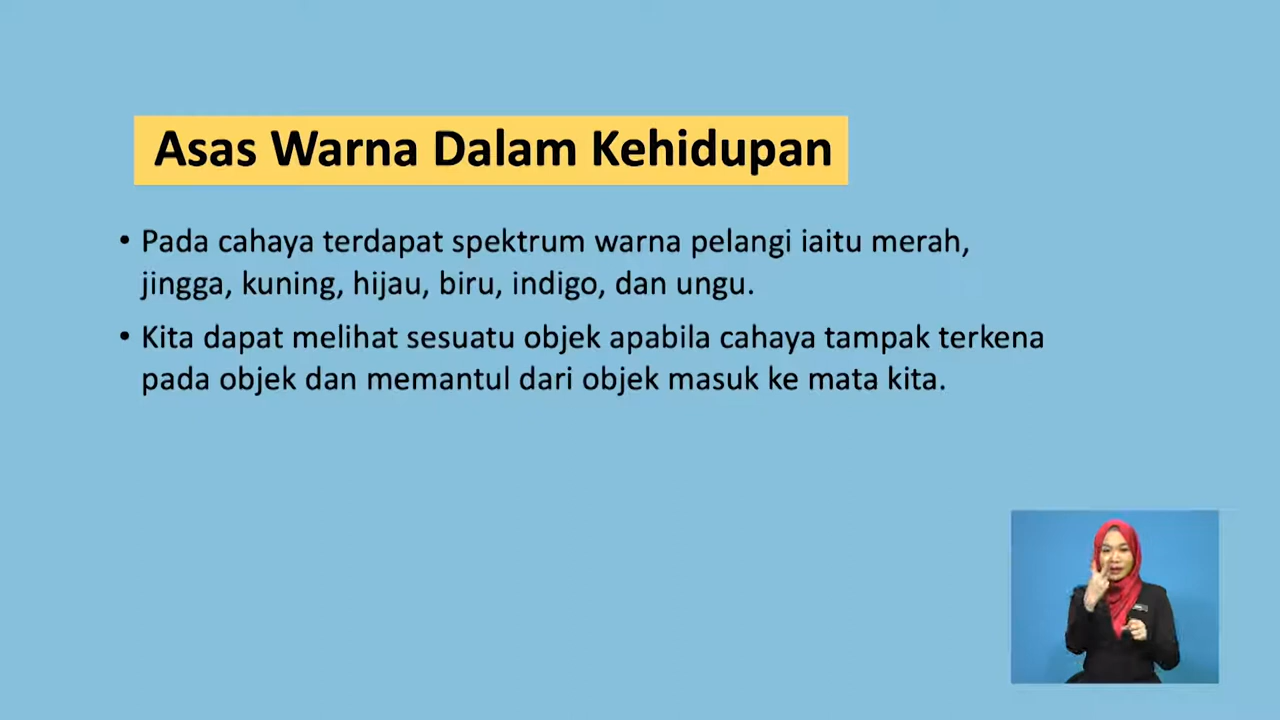 Asas Warna Dalam Kehidupan
• Pada cahaya terdapat spektrum warna pelangi iaitu merah,
jingga, kuning, hijau, biru, indigo, dan ungu.
• Kita dapat melihat sesuatu objek apabila cahaya tampak terkena
pada objek dan memantul dari objek masuk ke mata kita.